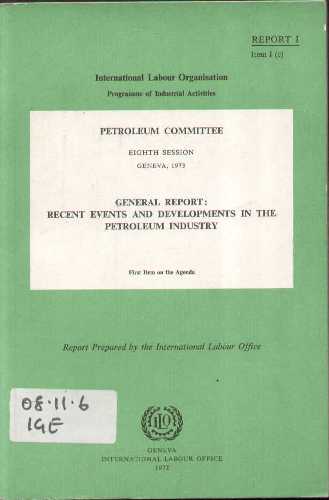 REPORT I
Item 1 (c)
International Labour Organisation
Programme of Industrial Activities
PETROLEUM COMMITTEE
EIGHTH SESSION
GENEVA, 1973
GENERAL REPORT:
RECENT EVENTS AND DEVELOPMENTS IN THE
PETROLEUM INDUSTRY
First Item on the Agenda
Report Prepared by the International Labour Office
08.11.6
IGE
ILO
GENEVA
INTERNATIONAL LABOUR OFFICE
1972